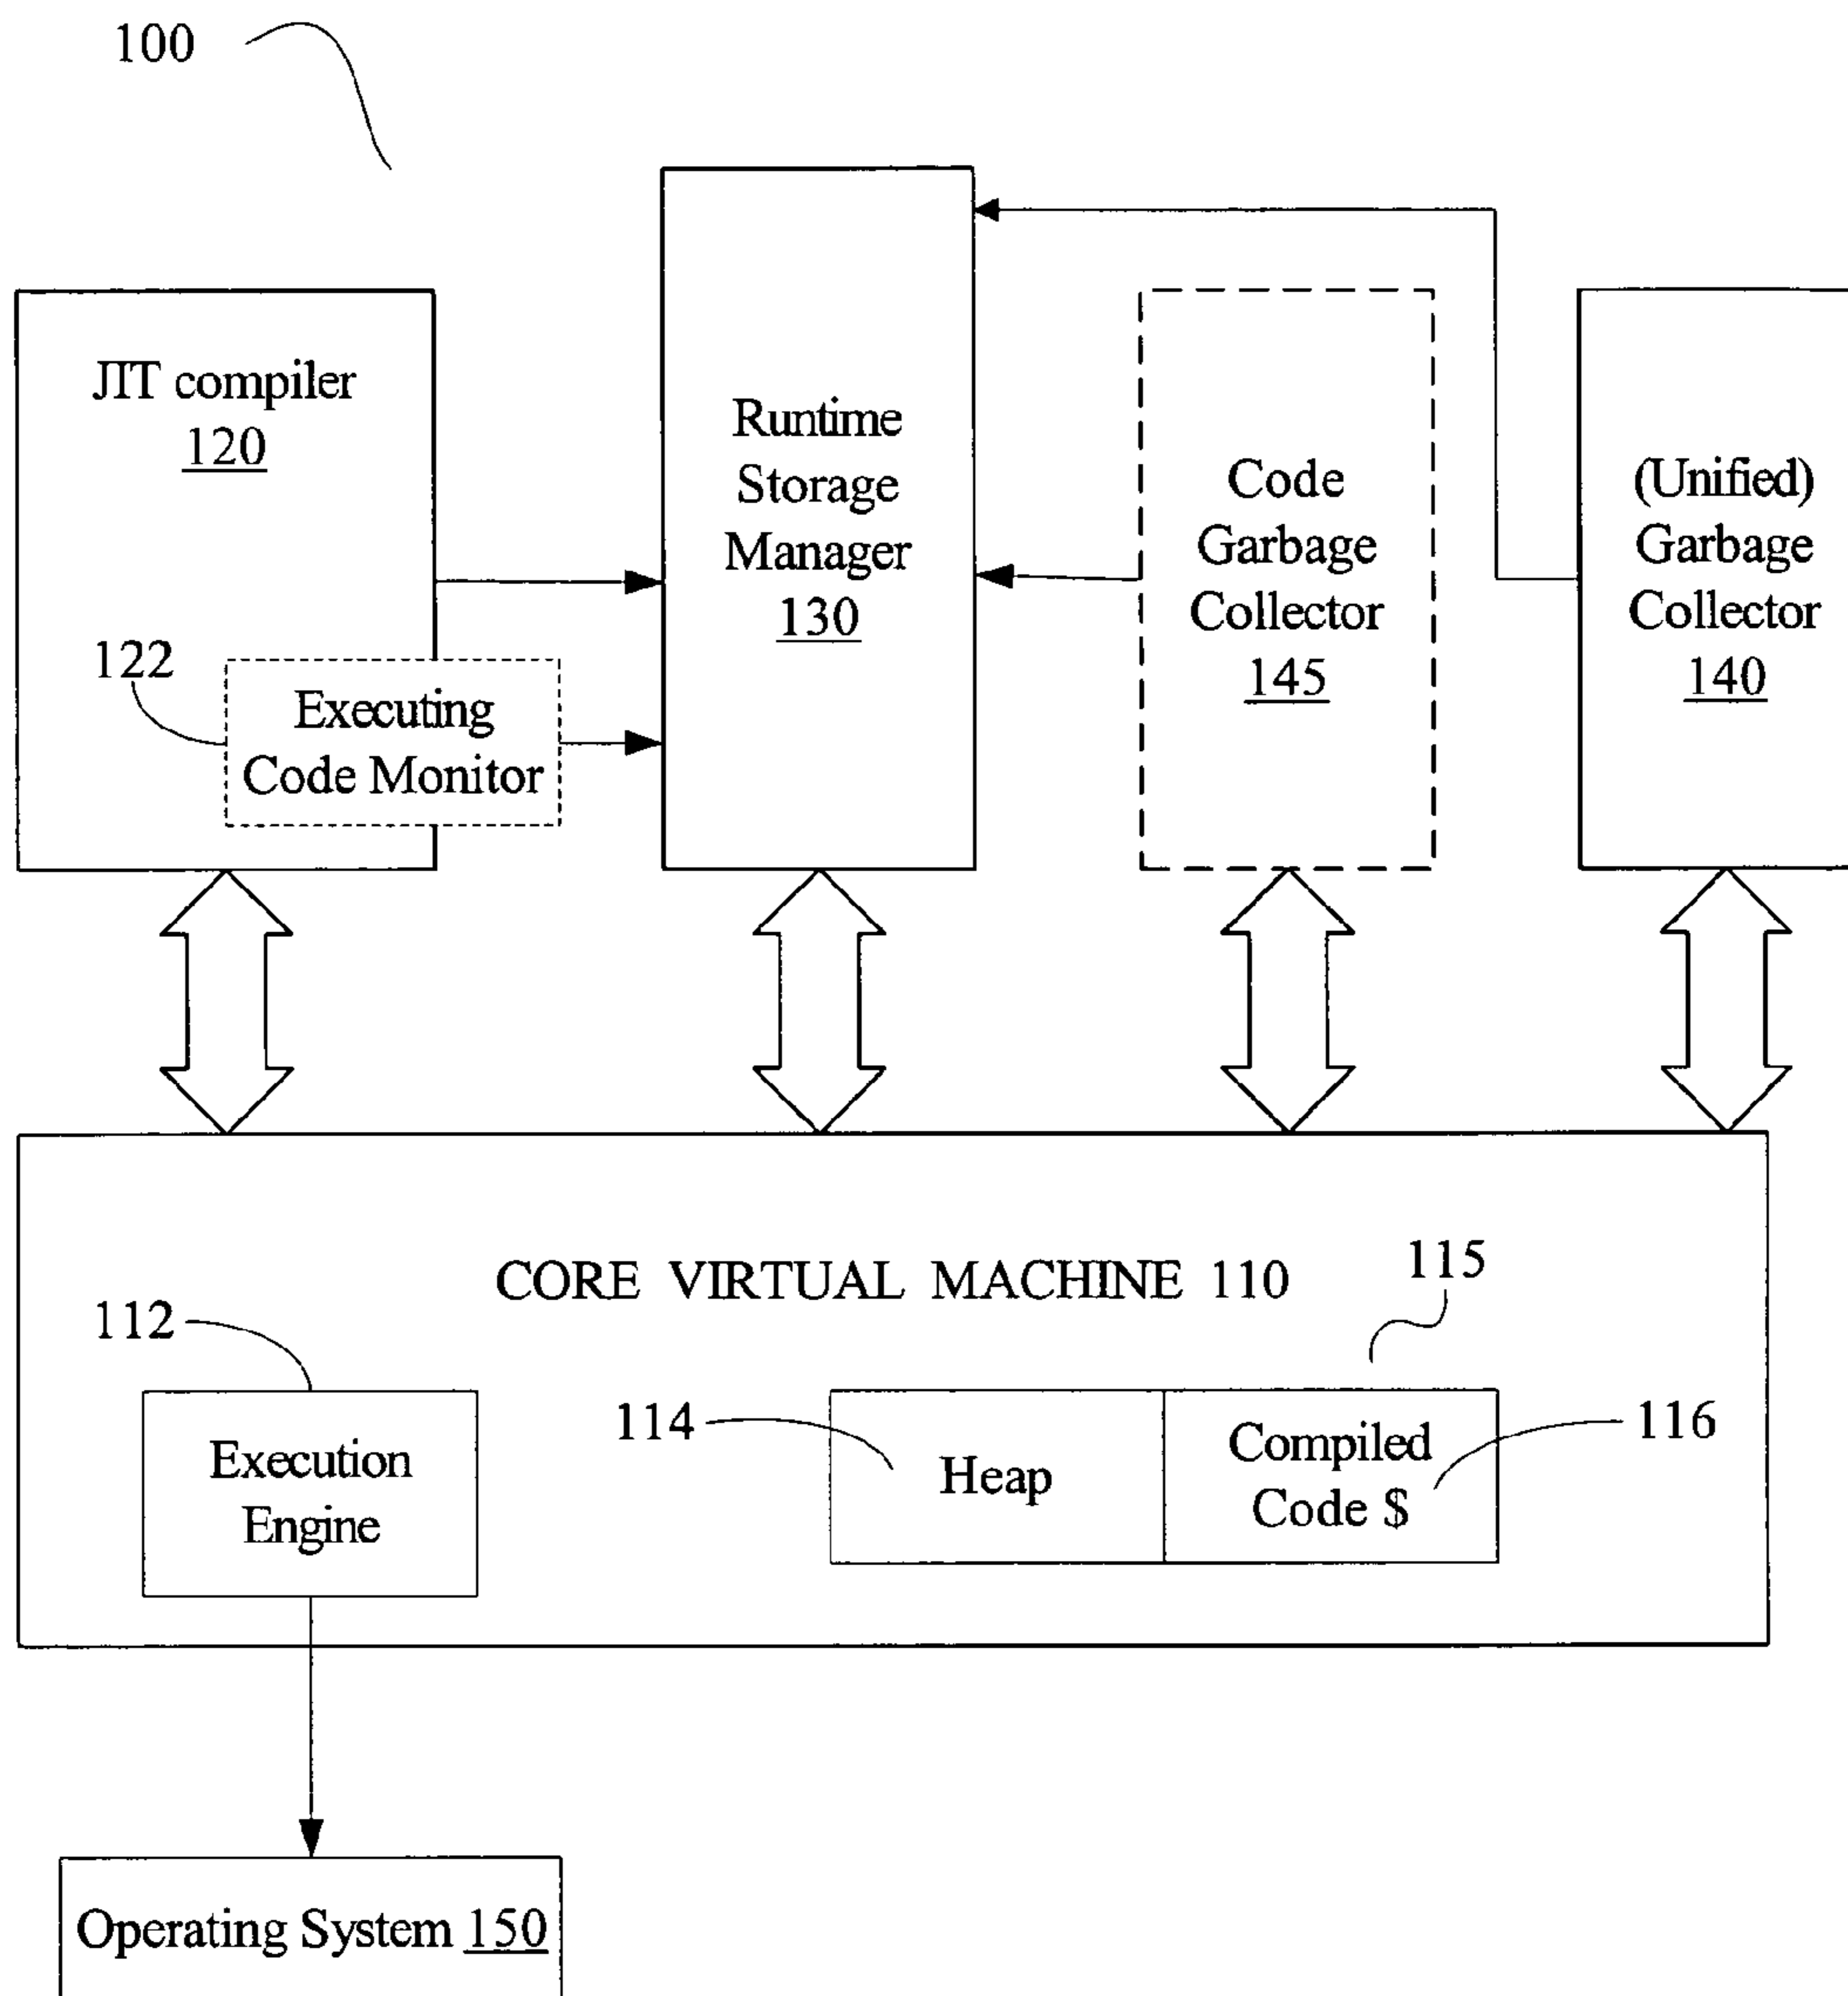 100
JIT compiler
120
Runtime
Storage
Manager
130
Code
Garbage
Collector
145
(Unified)
Garbage
Collector
140
122
Executing
Code Monitor
CORE VIRTUAL MACHINE 110
115
112
Execution
Engine
114
Heap
Compiled
Code $
116
Operating System 150